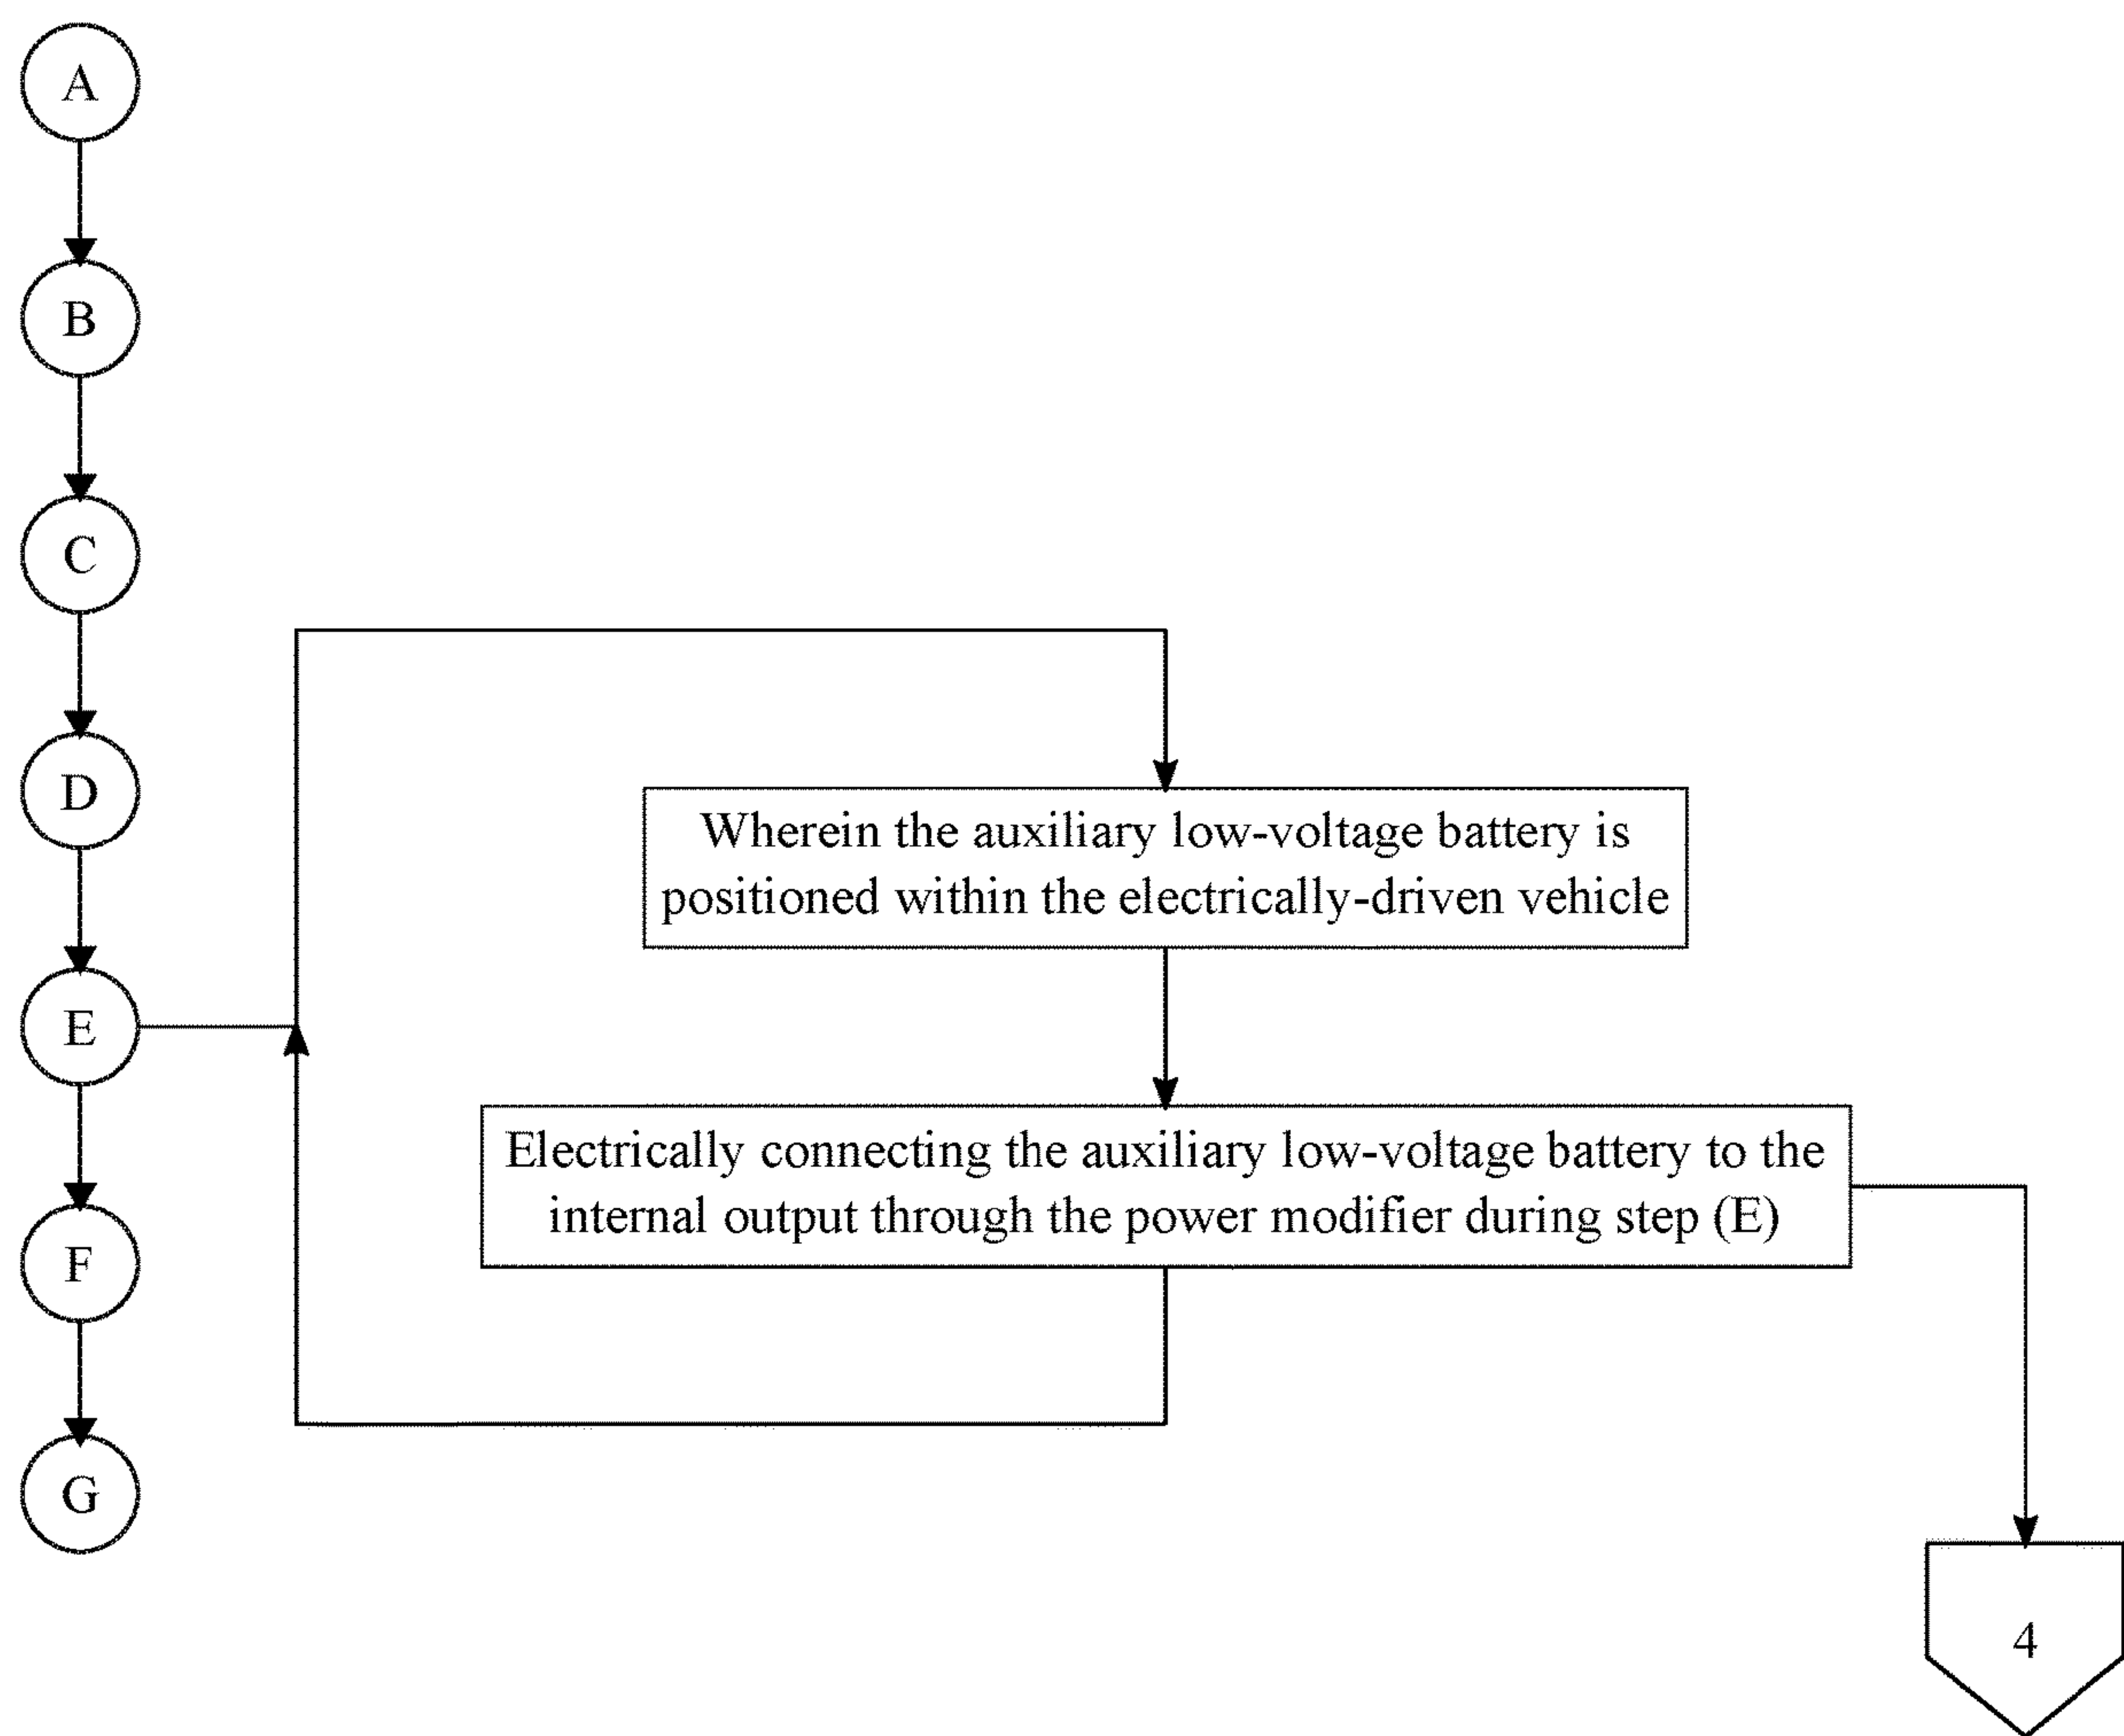 A
B
C
D
Wherein the auxiliary low-voltage battery is
positioned within the electrically-driven vehicle
E
Electrically connecting the auxiliary low-voltage battery to the
internal output through the power modifier during step (E)
F
G
4